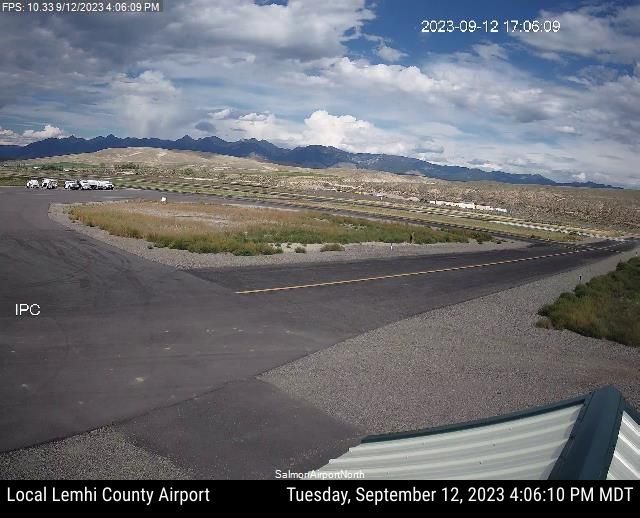 FPS: 10.33 9/12/2023 4:06:09 PM
2023-09-12 17:06:09
IPC
SalmonAirportNorth
Local Lemhi County Airport
Tuesday, September 12, 2023 4:06:10 PM MDT